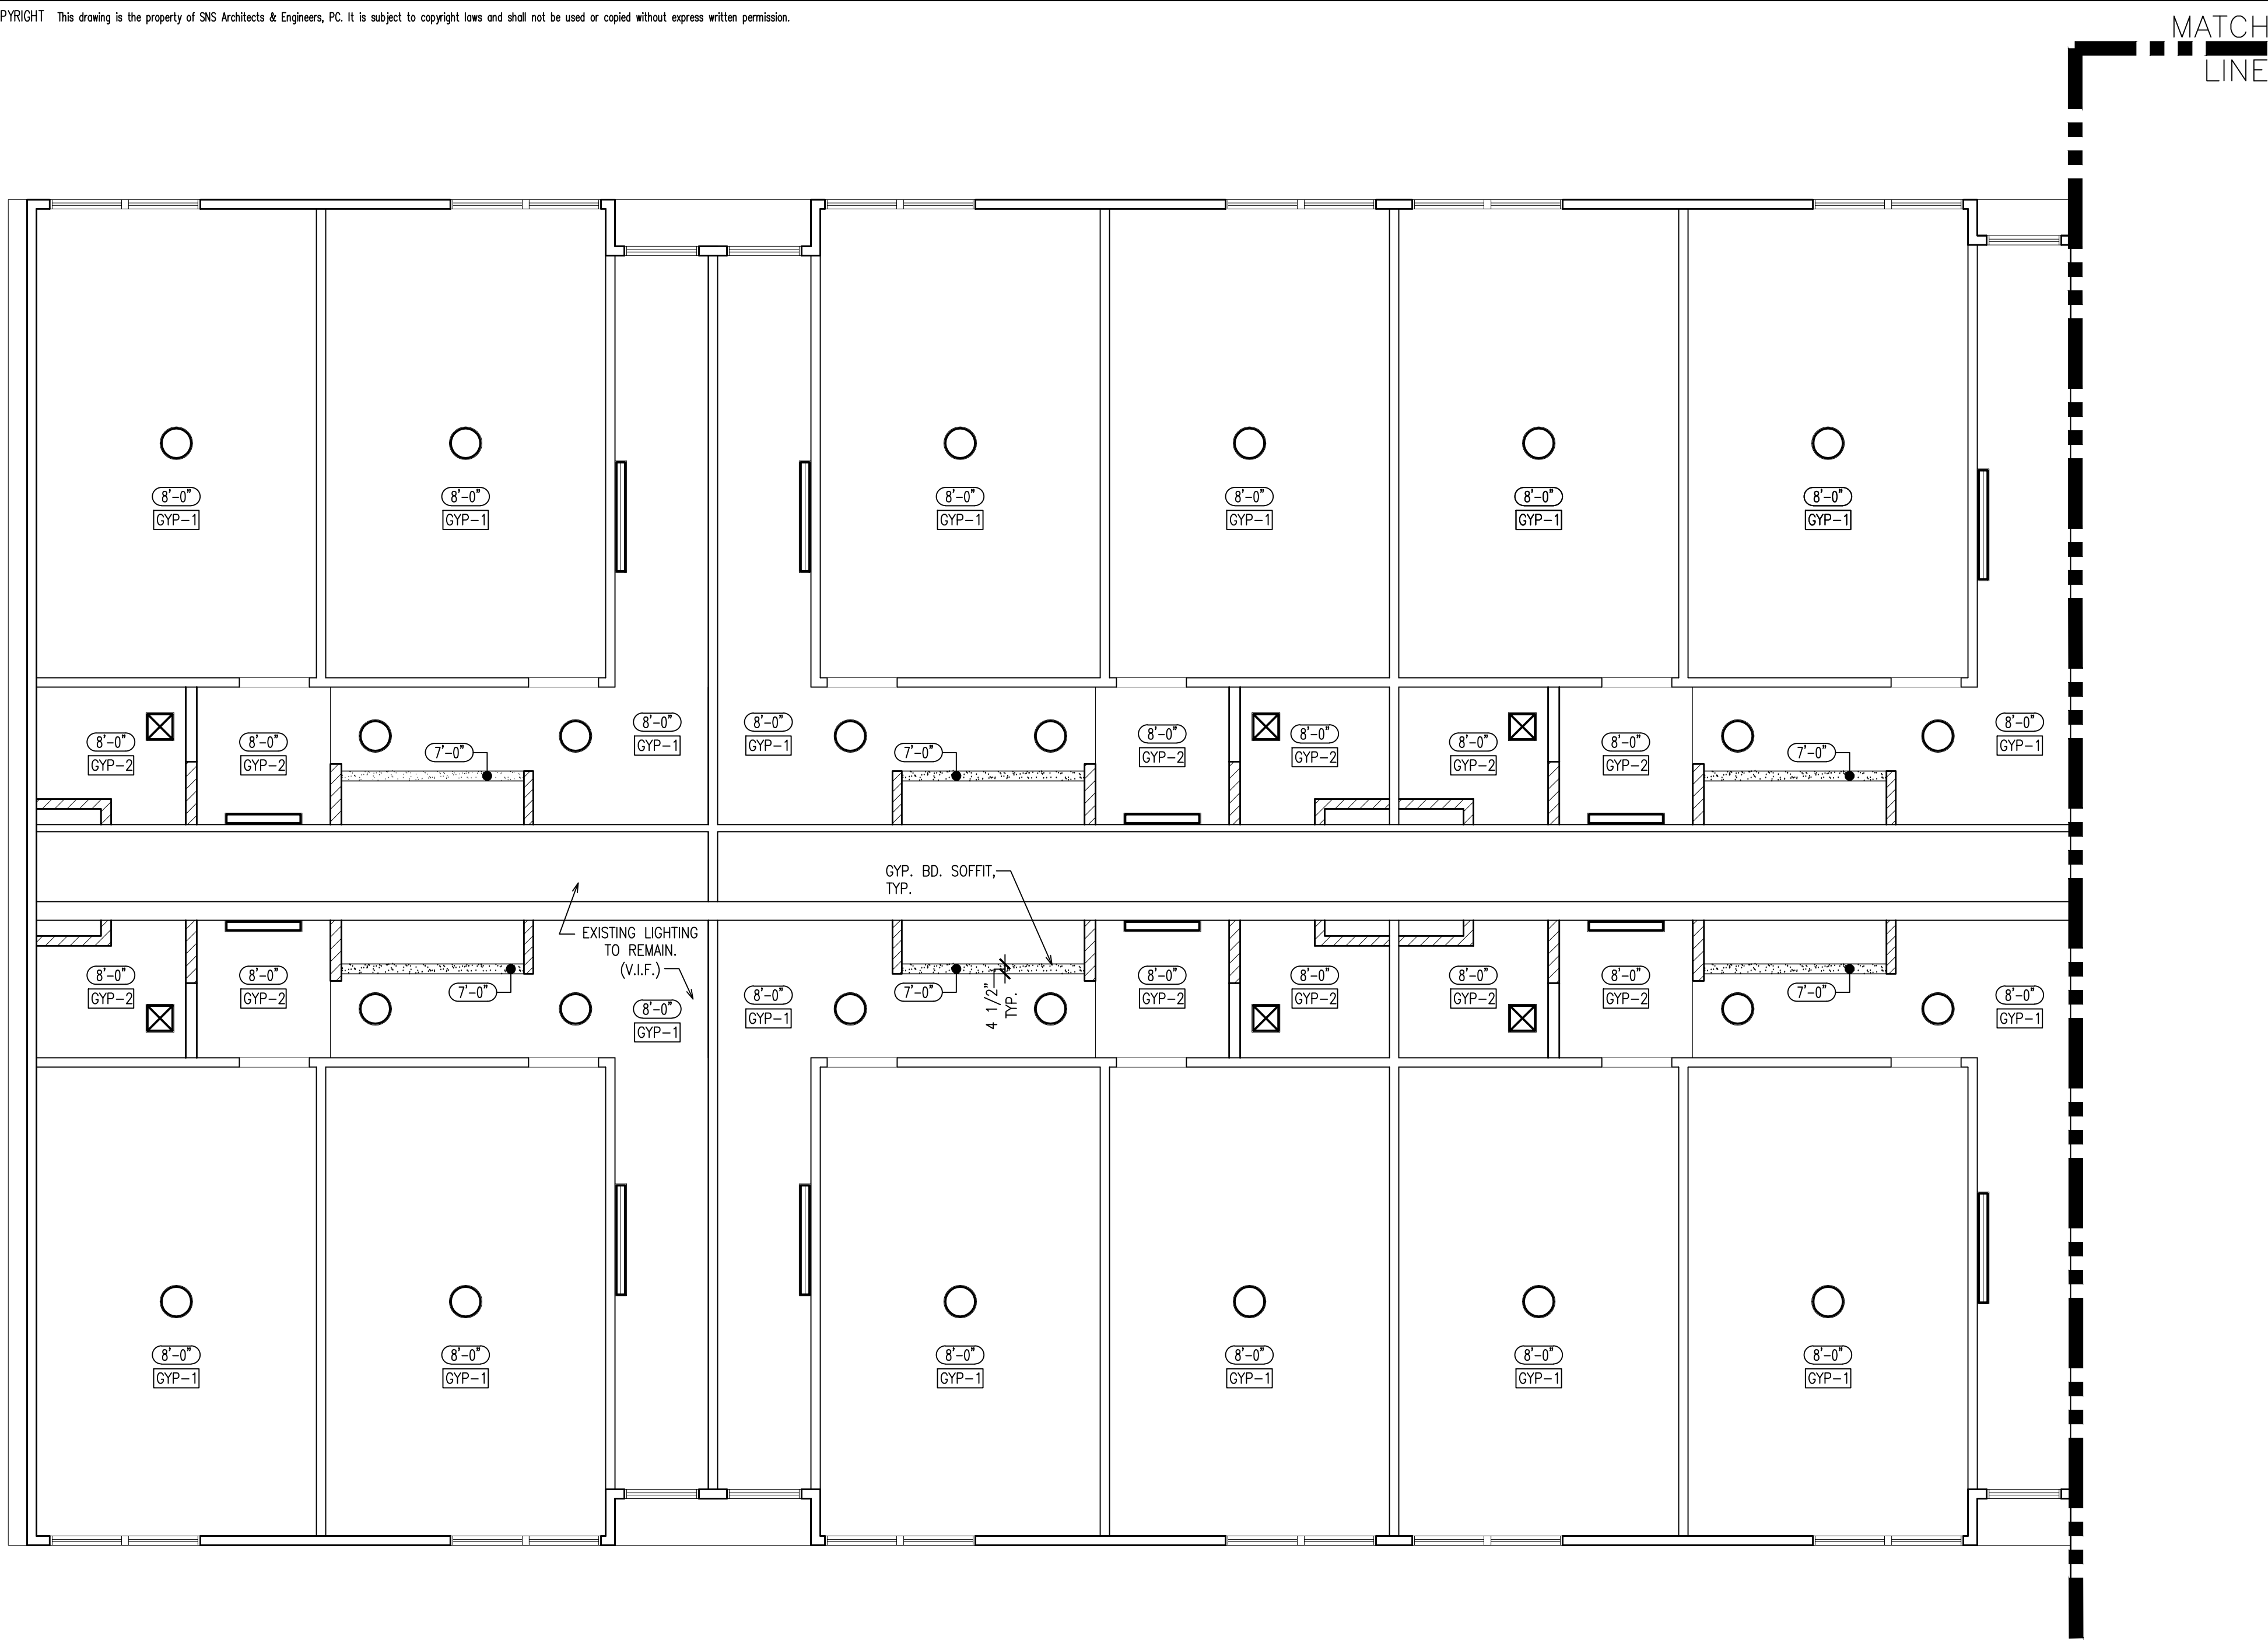 PYRIGHT This drawing is the property of SNS Architects & Engineers, PC. It is subject to copyright laws and shall not be used or copied without express written permission.
MATCH
LINE
8'-0"
GYP-1
8'-0"
GYP-1
8'-0"
GYP-1
8'-0"
GYP-1
8'-0"
GYP-1
8'-0"
GYP-1
8'-0"
GYP-2
8'-0"
GYP-2
7'-0"
8'-0"
GYP-1
8'-0"
GYP-1
7'-0"
8'-0"
GYP-2
8'-0"
GYP-2
8'-0"
GYP-2
8'-0"
GYP-2
7'-0"
8'-0"
GYP-1
GYP. BD. SOFFIT,
TYP.
EXISTING LIGHTING
TO REMAIN.
(V.I.F.)
8'-0"
GYP-2
8'-0"
GYP-2
7'-0"
8'-0"
GYP-1
8'-0"
GYP-1
7'-0"
4 1/2"
TYP.
8'-0"
GYP-2
8'-0"
GYP-2
8'-0"
GYP-2
8'-0"
GYP-2
7'-0"
8'-0"
GYP-1
8'-0"
GYP-1
8'-0"
GYP-1
8'-0"
GYP-1
8'-0"
GYP-1
8'-0"
GYP-1
8'-0"
GYP-1